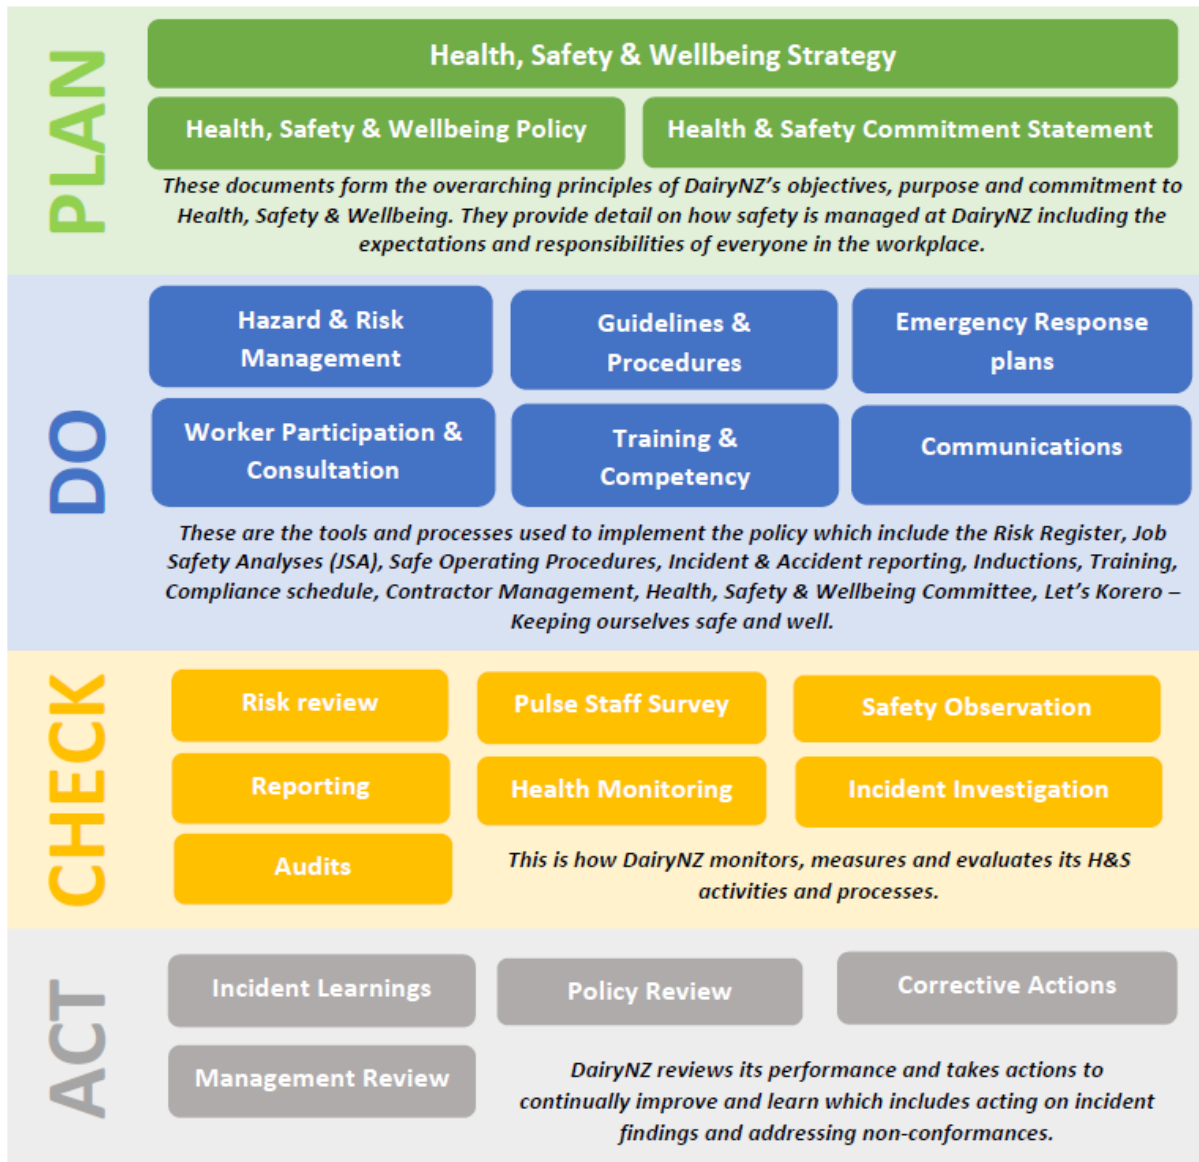 PLAN
Health, Safety & Wellbeing Strategy
Health, Safety & Wellbeing Policy
Health & Safety Commitment Statement
These documents form the overarching principles of DairyNZ's objectives, purpose and commitment to
Health, Safety & Wellbeing. They provide detail on how safety is managed at DairyNZ including the
expectations and responsibilities of everyone in the workplace.
DO
Hazard & Risk
Management
Guidelines &
Procedures
Emergency Response
plans
Worker Participation &
Consultation
Training &
Competency
Communications
These are the tools and processes used to implement the policy which include the Risk Register, Job
Safety Analyses (JSA), Safe Operating Procedures, Incident & Accident reporting, Inductions, Training,
Compliance schedule, Contractor Management, Health, Safety & Wellbeing Committee, Let's Korero –
Keeping ourselves safe and well.
CHECK
Risk review
Pulse Staff Survey
Safety Observation
Reporting
Health Monitoring
Incident Investigation
Audits
This is how DairyNZ monitors, measures and evaluates its H&S
activities and processes.
ACT
Incident Learnings
Policy Review
Corrective Actions
Management Review
DairyNZ reviews its performance and takes actions to
continually improve and learn which includes acting on incident
findings and addressing non-conformances.